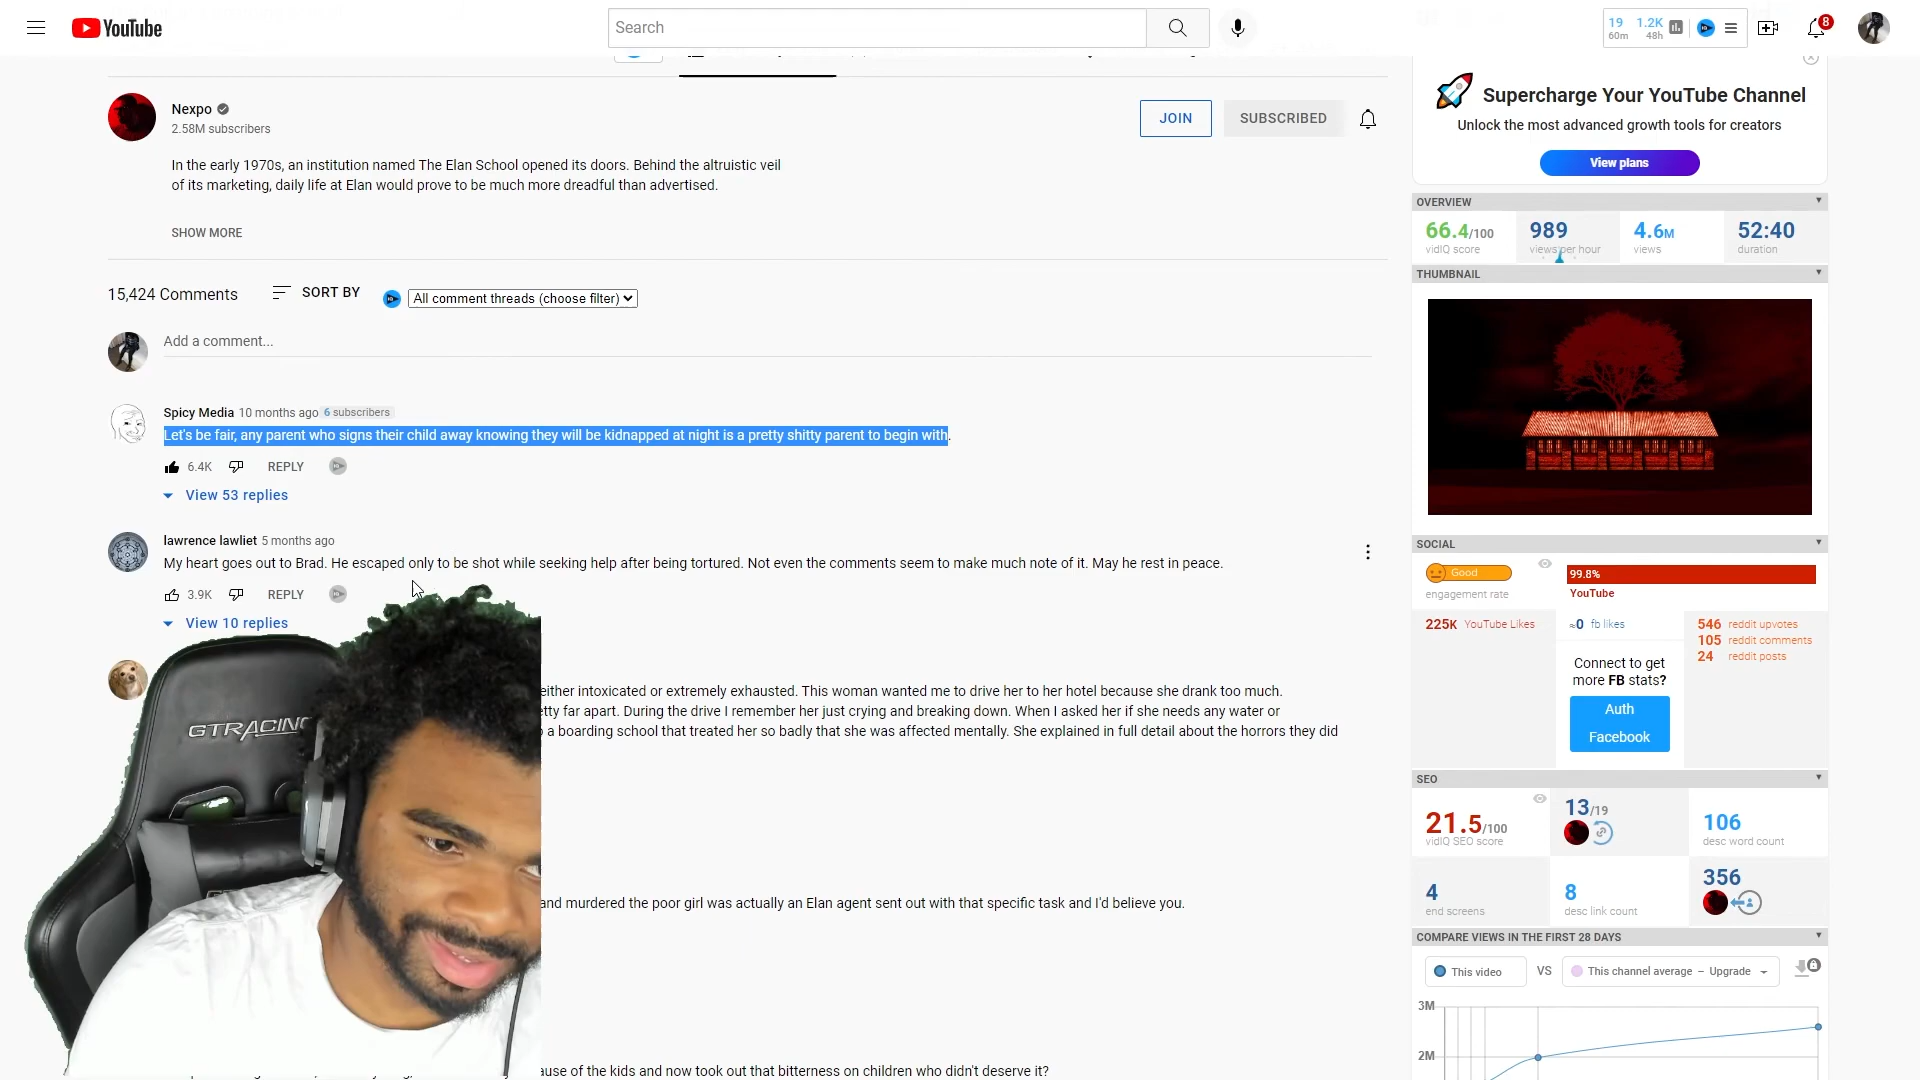 YouTube
Search
19 1.2K
60m 48h
8
Nexpo
2.58M subscribers
JOIN
SUBSCRIBED
In the early 1970s, an institution named The Elan School opened its doors. Behind the altruistic veil
of its marketing, daily life at Elan would prove to be much more dreadful than advertised.
SHOW MORE
15,424 Comments
SORT BY
All comment threads (choose filter)
Add a comment...
Spicy Media 10 months ago 6 subscribers
Let's be fair, any parent who signs their child away knowing they will be kidnapped at night is a pretty shitty parent to begin with.
6.4K REPLY
View 53 replies
lawrence lawliet 5 months ago
My heart goes out to Brad. He escaped only to be shot while seeking help after being tortured. Not even the comments seem to make much note of it. May he rest in peace.
3.9K REPLY
View 10 replies
either intoxicated or extremely exhausted. This woman wanted me to drive her to her hotel because she drank too much.
far apart. During the drive I remember her just crying and breaking down. When I asked her if she needs any water or
a boarding school that treated her so badly that she was affected mentally. She explained in full detail about the horrors they did
and murdered the poor girl was actually an Elan agent sent out with that specific task and I'd believe you.
of the kids and now took out that bitterness on children who didn't deserve it?
GTRACING
Supercharge Your YouTube Channel
Unlock the most advanced growth tools for creators
View plans
OVERVIEW
66.4/100
vidIQ score
989
views per hour
4.6M
views
52:40
duration
THUMBNAIL
SOCIAL
Good
engagement rate
99.8%
YouTube
225K YouTube Likes
≈0 fb likes
546 reddit upvotes
105 reddit comments
24 reddit posts
Connect to get
more FB stats?
Auth
Facebook
SEO
21.5/100
vidIQ SEO score
13/19
106
desc word count
4
end screens
8
desc link count
356
COMPARE VIEWS IN THE FIRST 28 DAYS
This video
VS
This channel average – Upgrade
3M
2M